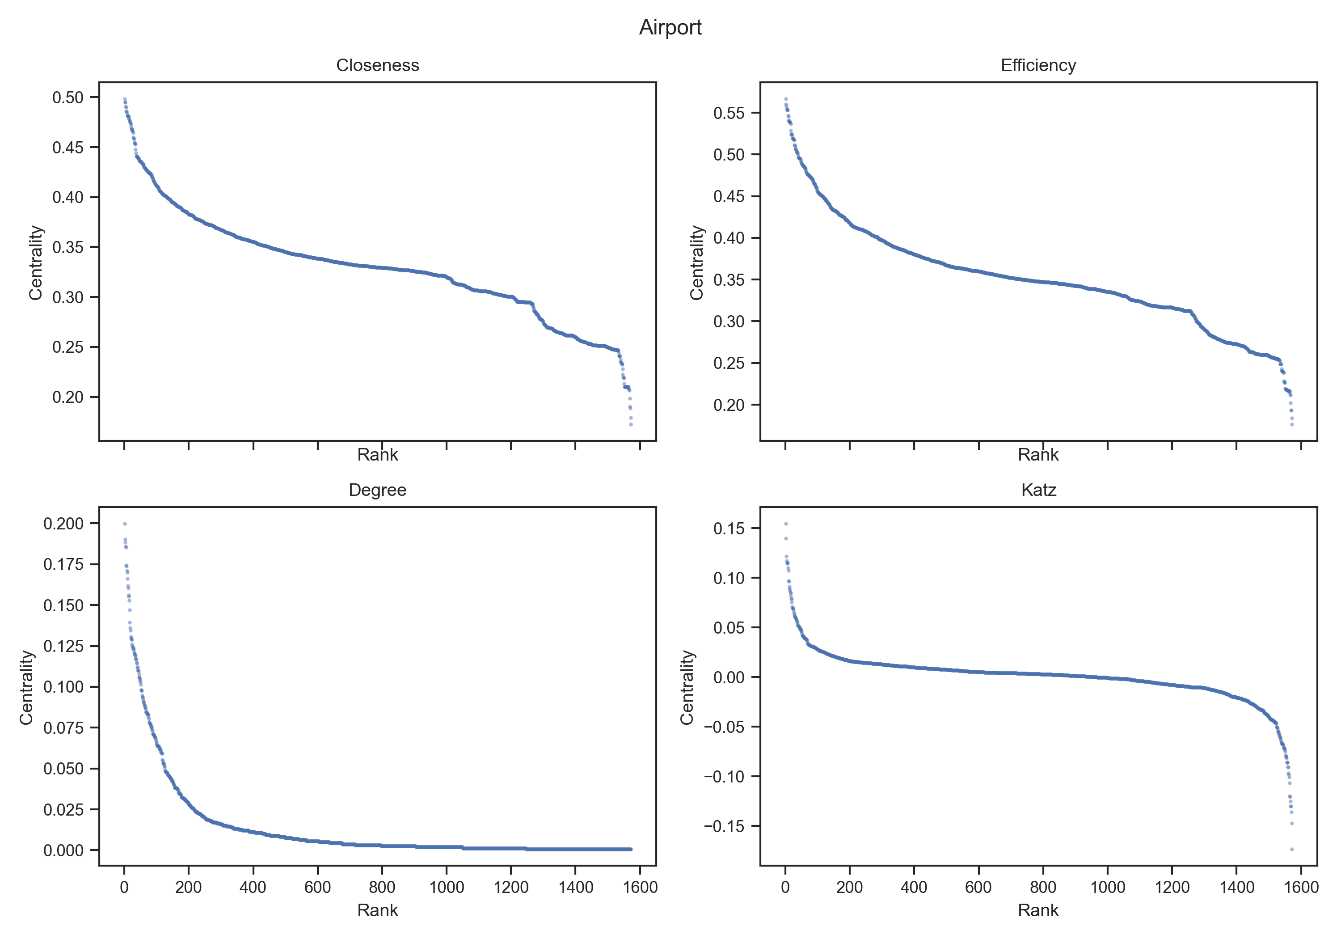 Airport
Closeness
Efficiency
Centrality
0.50
0.45
0.40
0.35
0.30
0.25
0.20
Rank
Centrality
0.55
0.50
0.45
0.40
0.35
0.30
0.25
0.20
Rank
Degree
Katz
Centrality
0.200
0.175
0.150
0.125
0.100
0.075
0.050
0.025
0.000
0 200 400 600 800 1000 1200 1400 1600
Rank
Centrality
0.15
0.10
0.05
0.00
−0.05
−0.10
−0.15
0 200 400 600 800 1000 1200 1400 1600
Rank